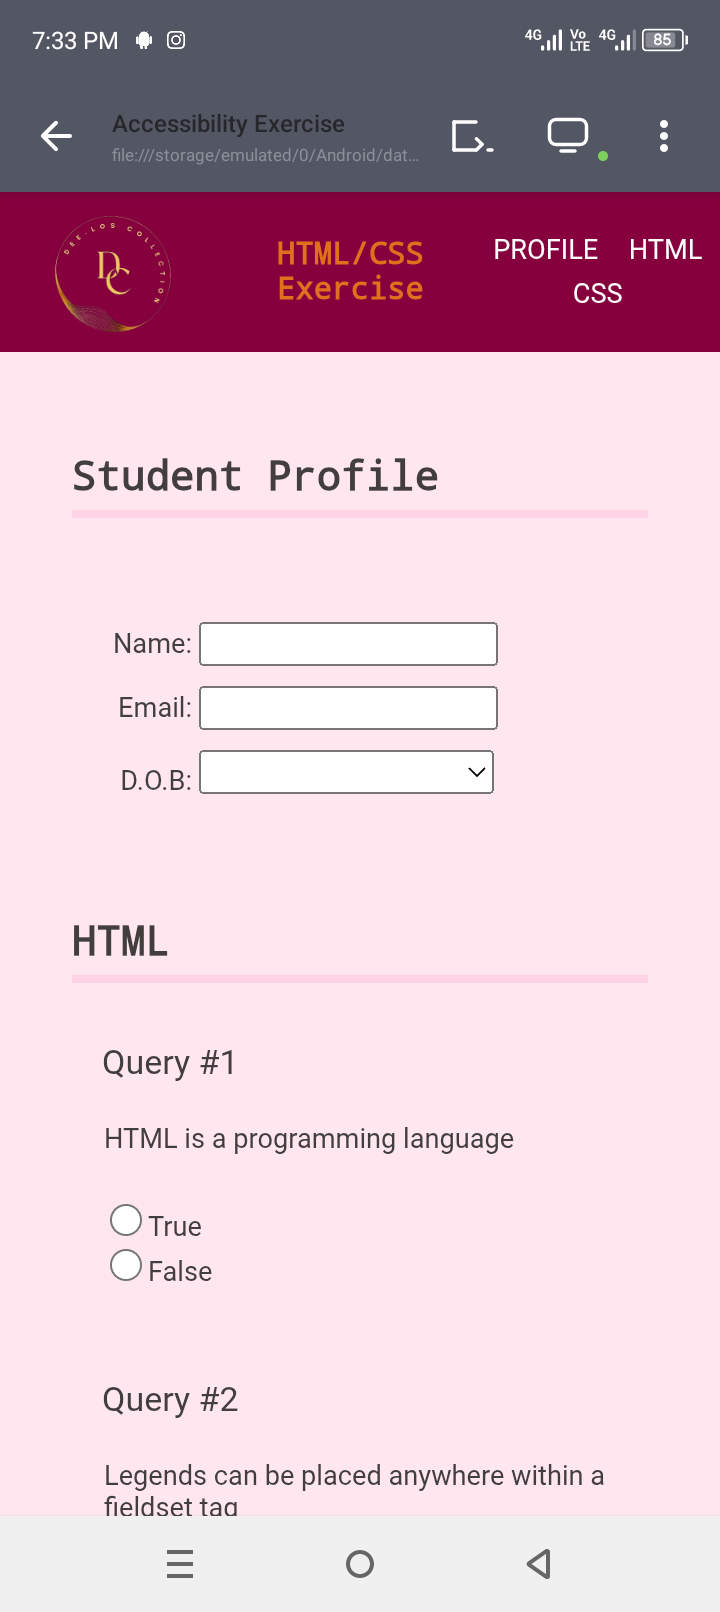 7:33 PM
4G Vo LTE 4G 85
Accessibility Exercise
file:///storage/emulated/0/Android/dat...
DEE.LOS COLLECTION
DC
HTML/CSS
Exercise
PROFILE HTML
CSS
Student Profile
Name:
Email:
D.O.B:
HTML
Query #1
HTML is a programming language
True
False
Query #2
Legends can be placed anywhere within a
fieldset tag